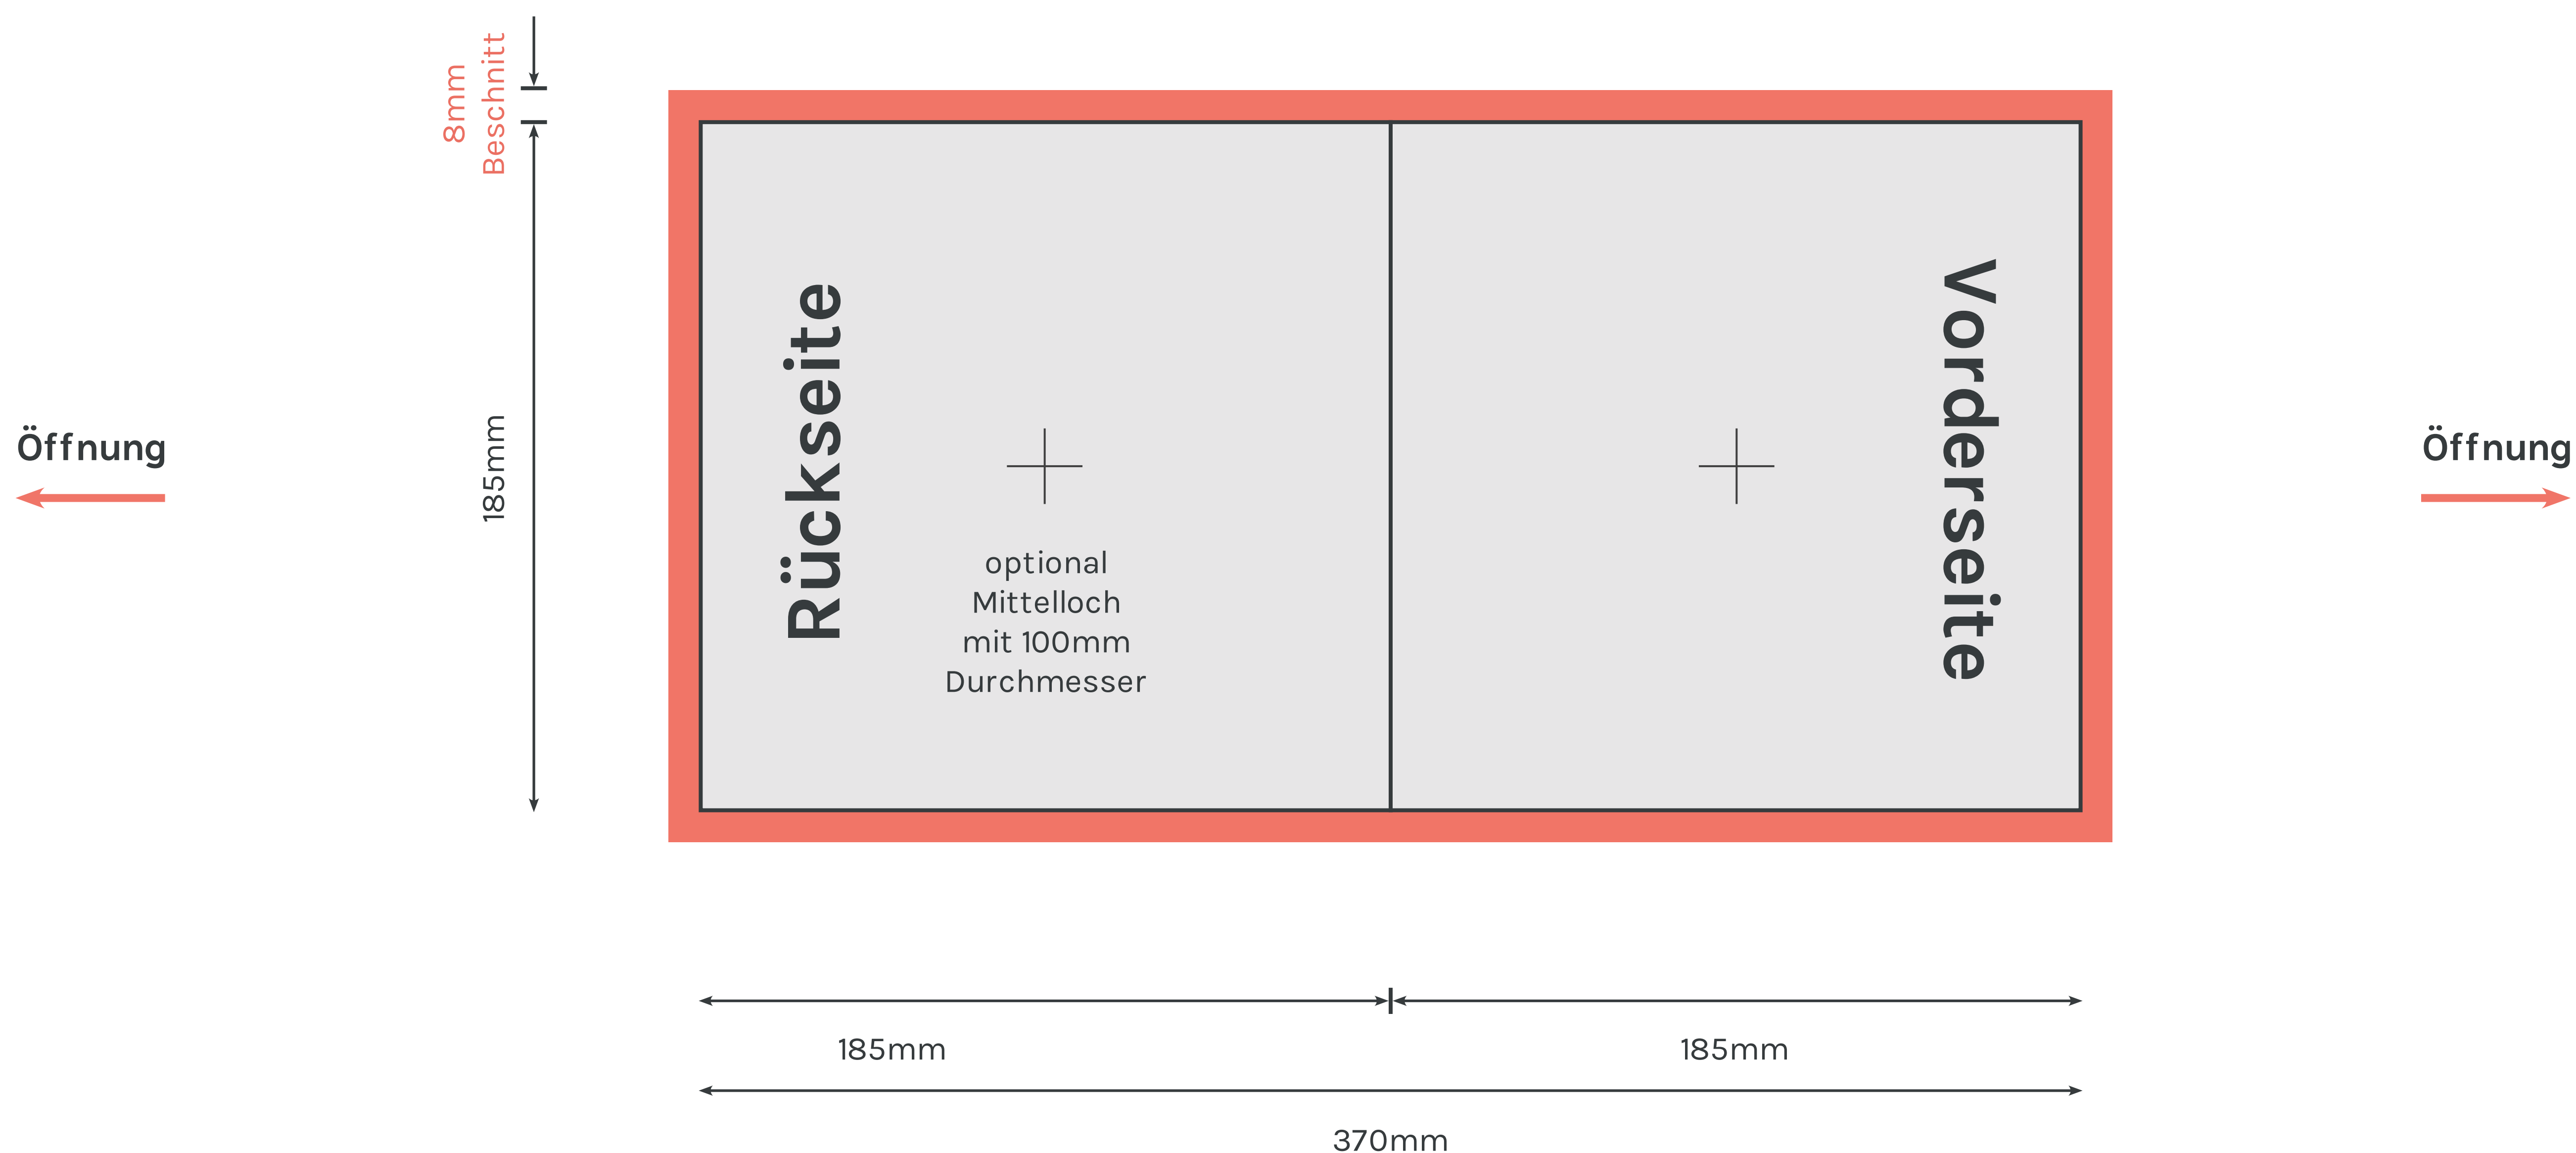 8mm
Beschnitt
185mm
Öffnung
Rückseite
optional
Mittelloch
mit 100mm
Durchmesser
Vorderseite
Öffnung
185mm
185mm
370mm